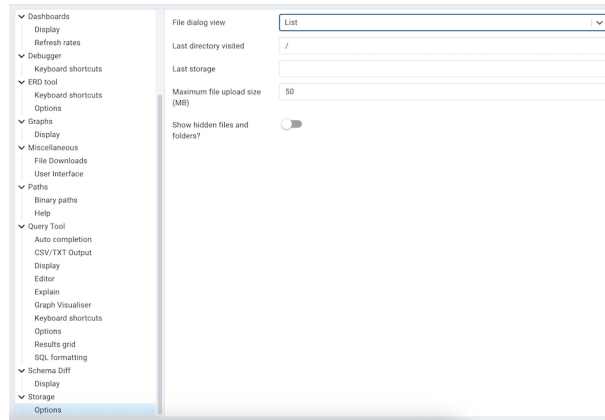 Dashboards
Display
Refresh rates
Debugger
Keyboard shortcuts
ERD tool
Keyboard shortcuts
Options
Graphs
Display
Miscellaneous
File Downloads
User Interface
Paths
Binary paths
Help
Query Tool
Auto completion
CSV/TXT Output
Display
Editor
Explain
Graph Visualiser
Keyboard shortcuts
Options
Results grid
SQL formatting
Schema Diff
Display
Storage
Options
File dialog view
List
Last directory visited
/
Last storage
Maximum file upload size
(MB)
50
Show hidden files and
folders?